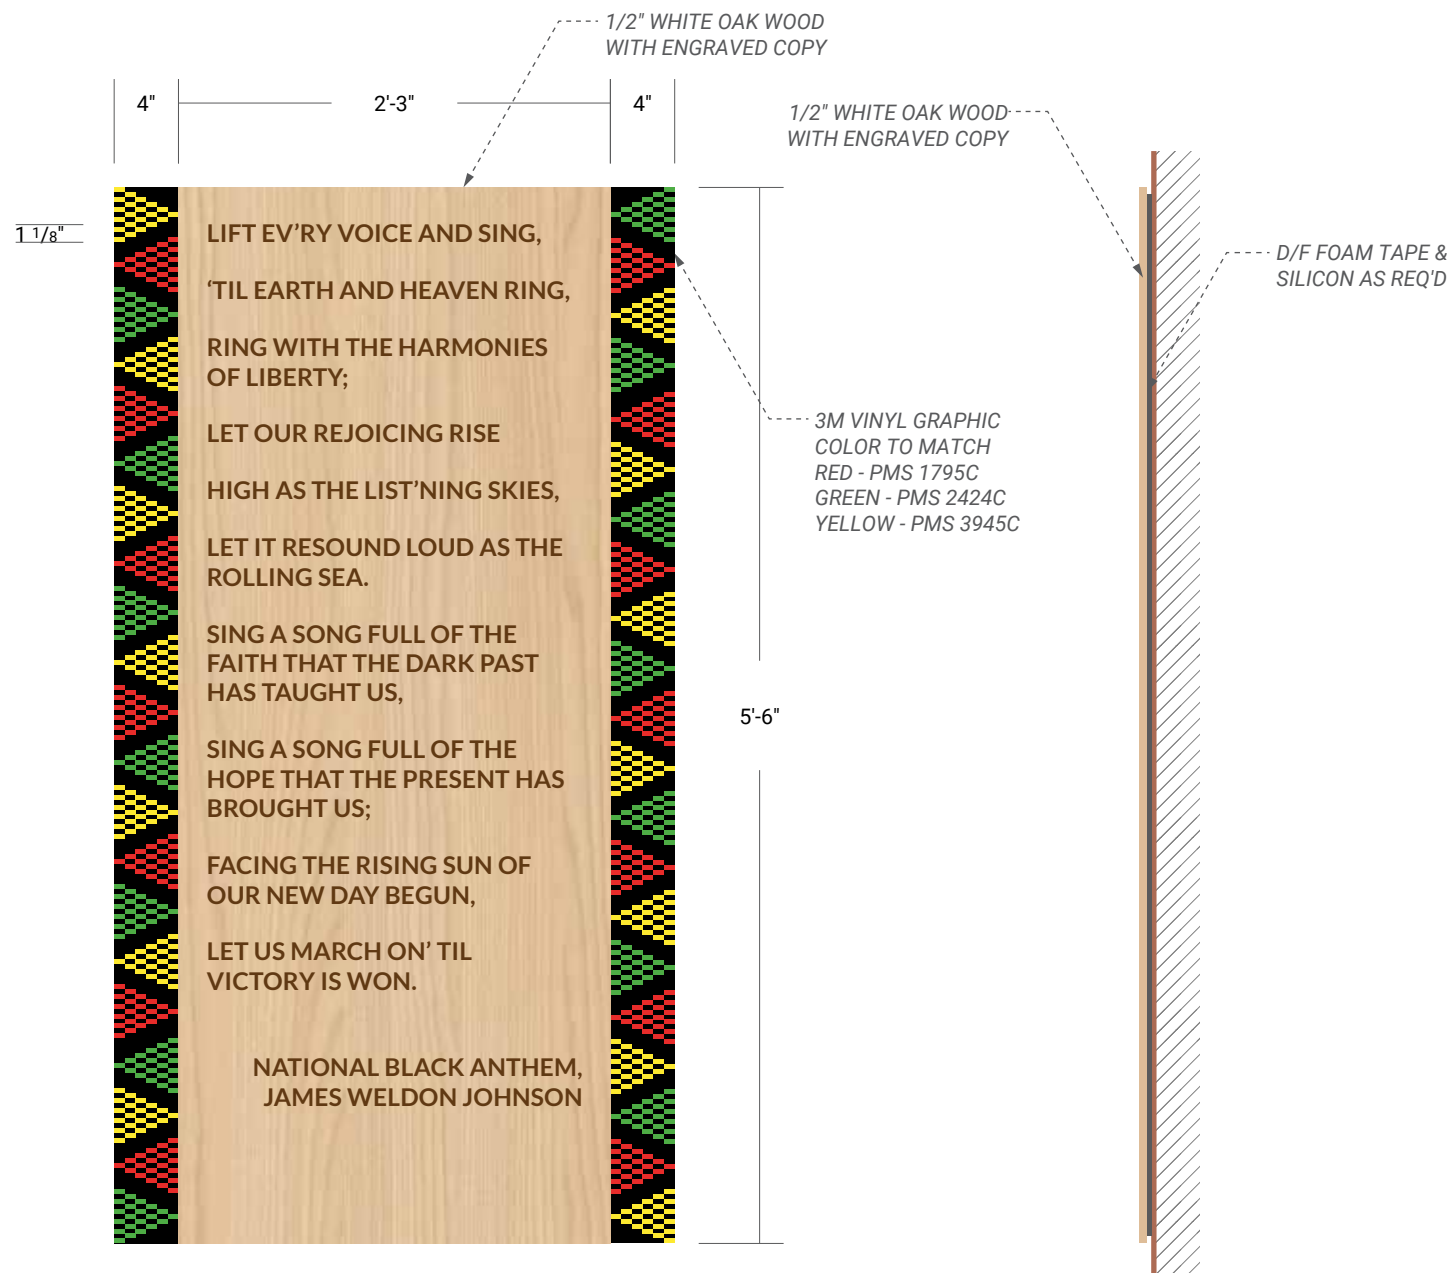 1/2" WHITE OAK WOOD
WITH ENGRAVED COPY
4"
2'-3"
4"
1/2" WHITE OAK WOOD
WITH ENGRAVED COPY
1 1/8"
LIFT EV’RY VOICE AND SING,
‘TIL EARTH AND HEAVEN RING,
RING WITH THE HARMONIES
OF LIBERTY;
LET OUR REJOICING RISE
HIGH AS THE LIST’NING SKIES,
LET IT RESOUND LOUD AS THE
ROLLING SEA.
SING A SONG FULL OF THE
FAITH THAT THE DARK PAST
HAS TAUGHT US,
SING A SONG FULL OF THE
HOPE THAT THE PRESENT HAS
BROUGHT US;
FACING THE RISING SUN OF
OUR NEW DAY BEGUN,
LET US MARCH ON’ TIL
VICTORY IS WON.
NATIONAL BLACK ANTHEM,
JAMES WELDON JOHNSON
D/F FOAM TAPE &
SILICON AS REQ'D
3M VINYL GRAPHIC
COLOR TO MATCH
RED - PMS 1795C
GREEN - PMS 2424C
YELLOW - PMS 3945C
5'-6"